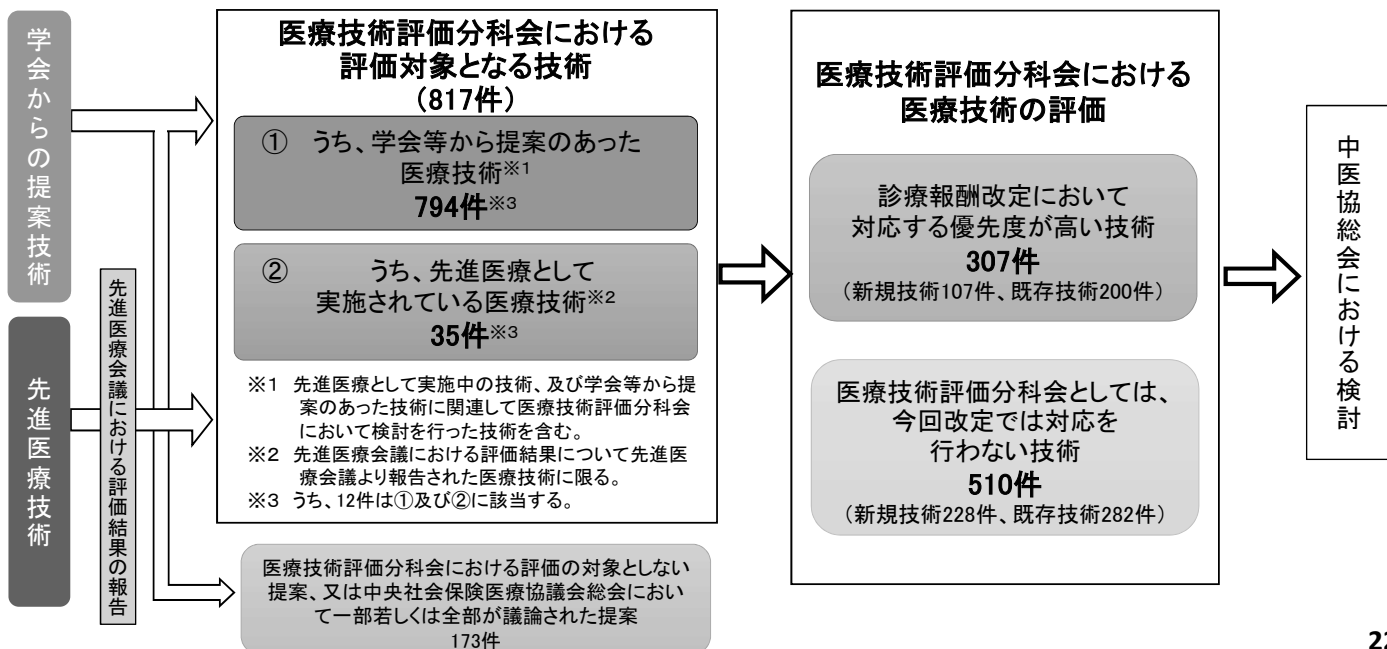 学会からの提案技術
先進医療技術
先進医療会議における評価結果の報告
医療技術評価分科会における
評価対象となる技術
（817件）
① うち、学会等から提案のあった
医療技術※1
794件※3
② うち、先進医療として
実施されている医療技術※2
35件※3
※1 先進医療として実施中の技術、及び学会等から提
案のあった技術に関連して医療技術評価分科会
において検討を行った技術を含む。
※2 先進医療会議における評価結果について先進医
療会議より報告された医療技術に限る。
※3 うち、12件は①及び②に該当する。
医療技術評価分科会における評価の対象としない
提案、又は中央社会保険医療協議会総会におい
て一部若しくは全部が議論された提案
173件
医療技術評価分科会における
医療技術の評価
診療報酬改定において
対応する優先度が高い技術
307件
（新規技術107件、既存技術200件）
医療技術評価分科会としては、
今回改定では対応を
行わない技術
510件
（新規技術228件、既存技術282件）
中医協総会における検討
22